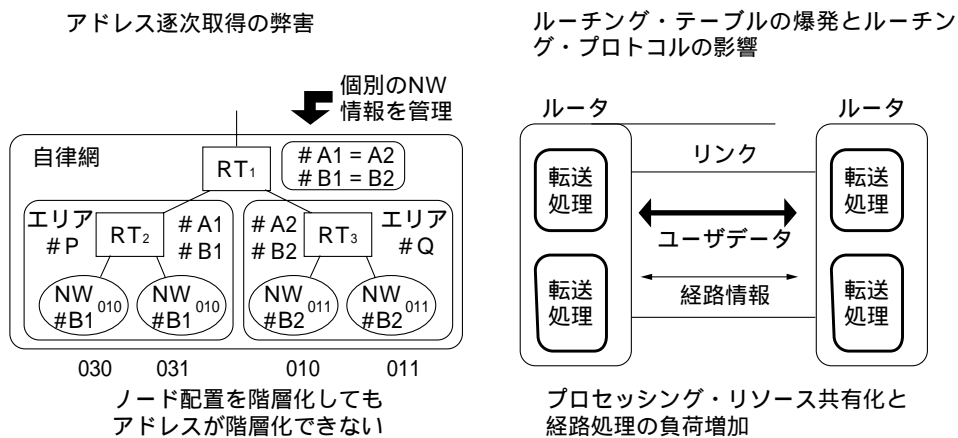 アドレス逐次取得の弊害
個別のNW
情報を管理
自律網
RT₁
# A1 = A2
# B1 = B2
エリア
# P
RT₂
# A1
# B1
# A2
# B2
RT₃
エリア
# Q
NW 010
#B1
NW 010
#B1
NW 011
#B2
NW 011
#B2
030 031 010 011
ノード配置を階層化しても
アドレスが階層化できない
ルーチング・テーブルの爆発とルーチン
グ・プロトコルの影響
ルータ ルータ
リンク
転送
処理
転送
処理
ユーザデータ
経路情報
転送
処理
転送
処理
プロセッシング・リソース共有化と
経路処理の負荷増加